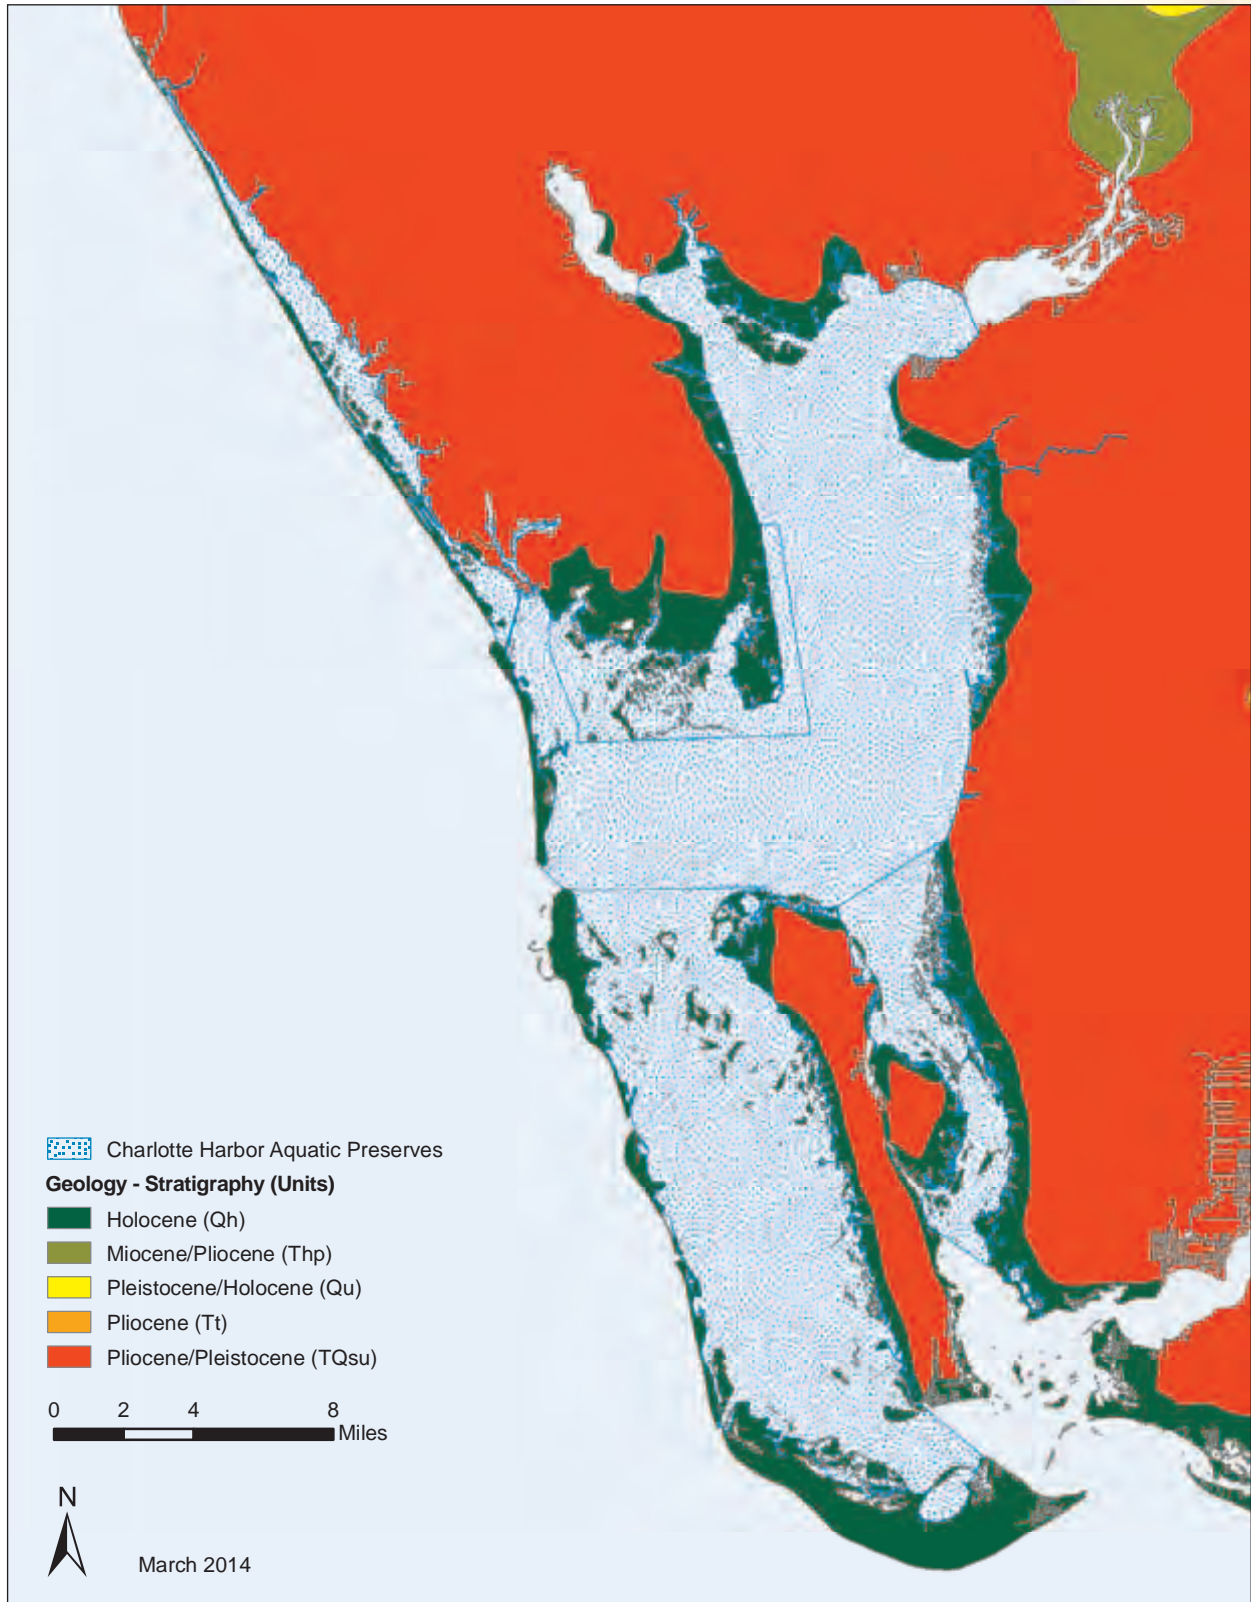 Charlotte Harbor Aquatic Preserves
Geology - Stratigraphy (Units)
Holocene (Qh)
Miocene/Pliocene (Thp)
Pleistocene/Holocene (Qu)
Pliocene (Tt)
Pliocene/Pleistocene (TQsu)
0 2 4 8
Miles
N
March 2014